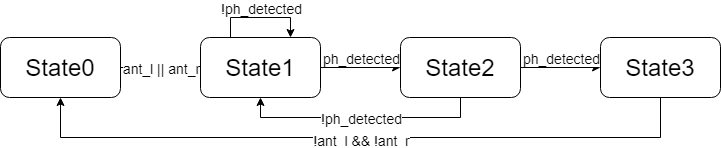 !ph_detected
State0
ant_l || ant_r
State1
ph_detected
State2
ph_detected
State3
!ph_detected
!ant_l && !ant_r